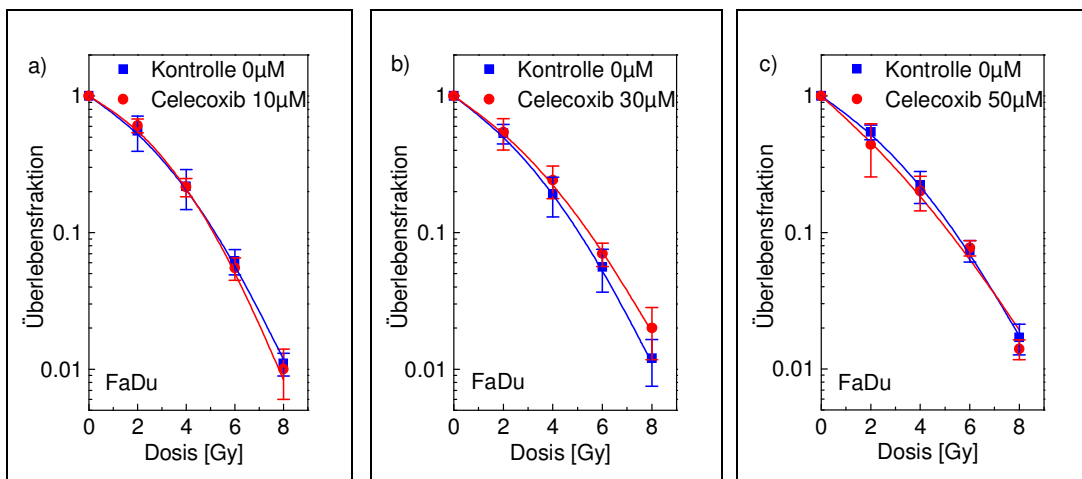 a)
Kontrolle 0µM
Celecoxib 10µM
1
0.1
0.01
Überlebensfraktion
FaDu
0 2 4 6 8
Dosis [Gy]
b)
Kontrolle 0µM
Celecoxib 30µM
1
0.1
0.01
Überlebensfraktion
FaDu
0 2 4 6 8
Dosis [Gy]
c)
Kontrolle 0µM
Celecoxib 50µM
1
0.1
0.01
Überlebensfraktion
FaDu
0 2 4 6 8
Dosis [Gy]